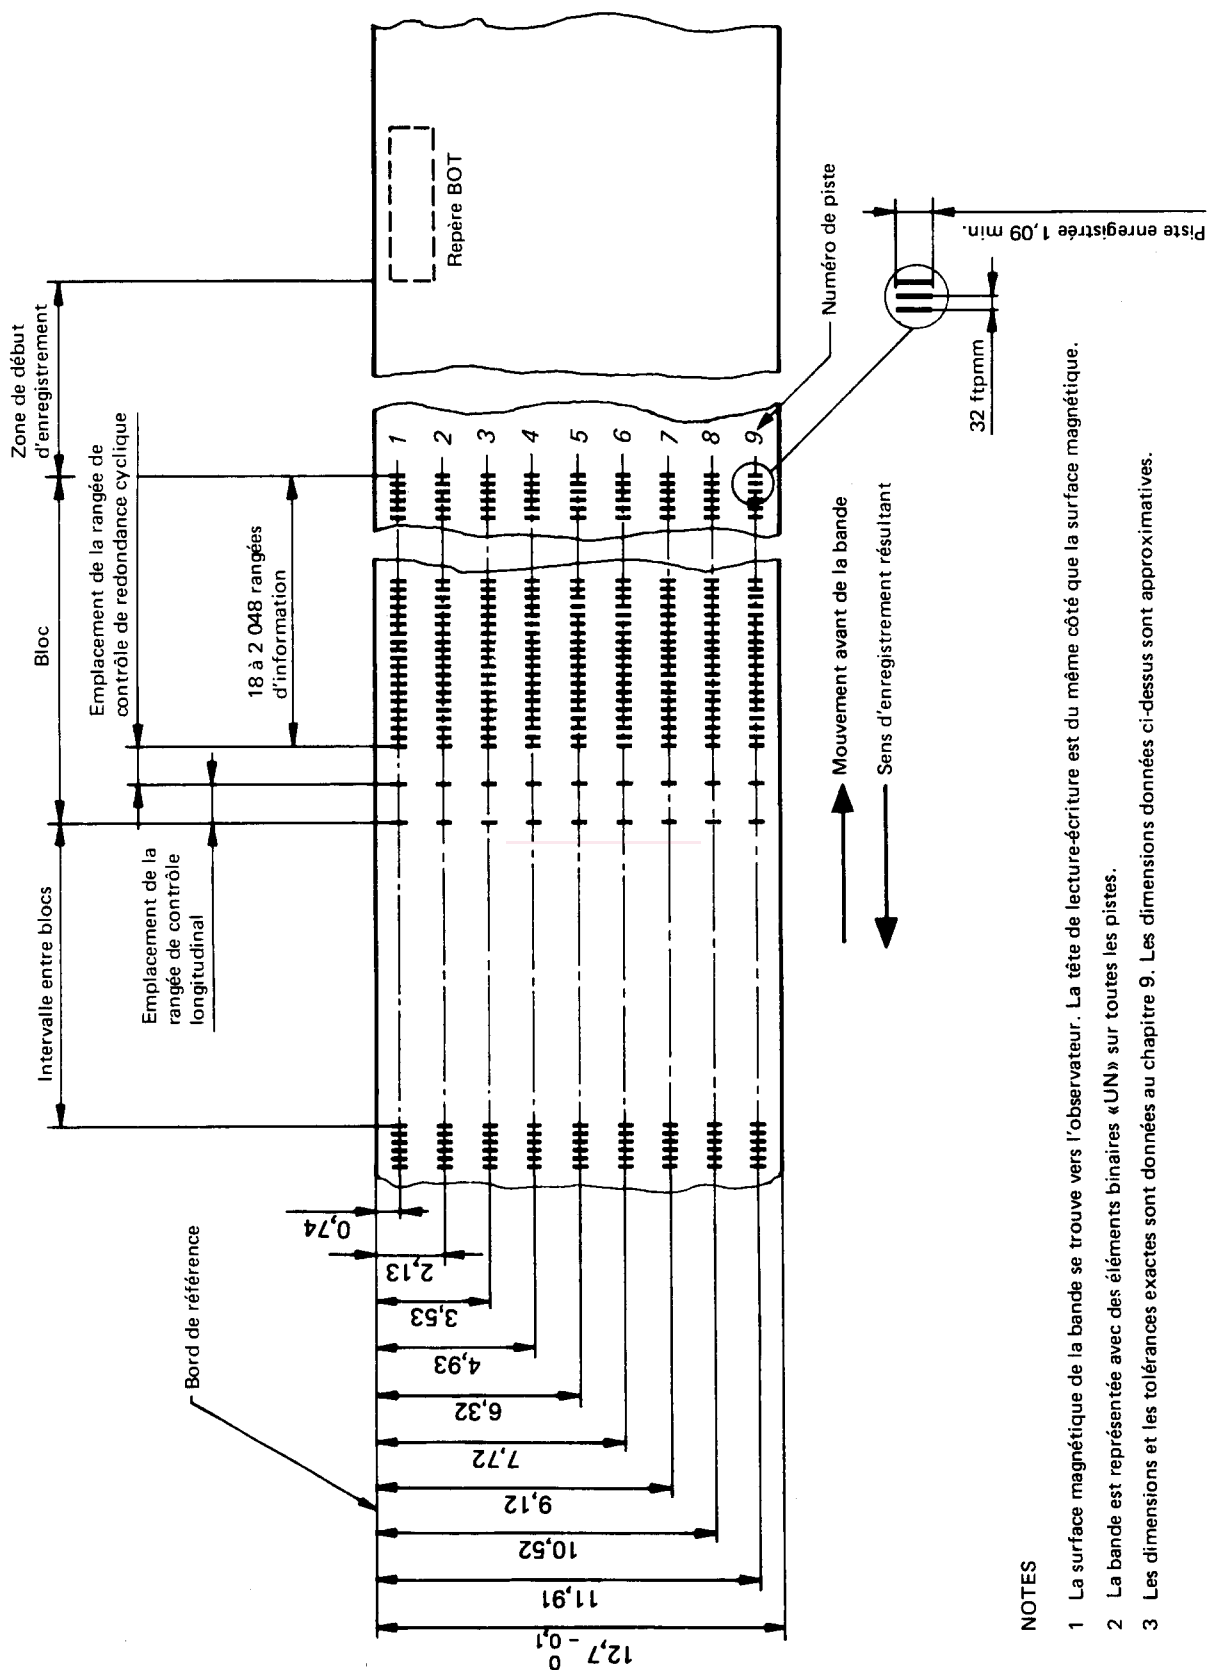 Zone de début
d'enregistrement
Bloc
Intervalle entre blocs
Emplacement de la rangée de
contrôle de redondance cyclique
18 à 2 048 rangées
d'information
Emplacement de la
rangée de contrôle
longitudinal
Repère BOT
Bord de référence
1
2
3
4
5
6
7
8
9
Numéro de piste
0,74
2,13
3,53
4,93
6,32
7,72
9,12
10,52
11,91
12,7 0 - 0,1
Mouvement avant de la bande
Sens d'enregistrement résultant
32 ftpmm
Piste enregistrée 1,09 min.
NOTES
1 La surface magnétique de la bande se trouve vers l'observateur. La tête de lecture-écriture est du même côté que la surface magnétique.
2 La bande est représentée avec des éléments binaires «UN» sur toutes les pistes.
3 Les dimensions et les tolérances exactes sont données au chapitre 9. Les dimensions données ci-dessus sont approximatives.